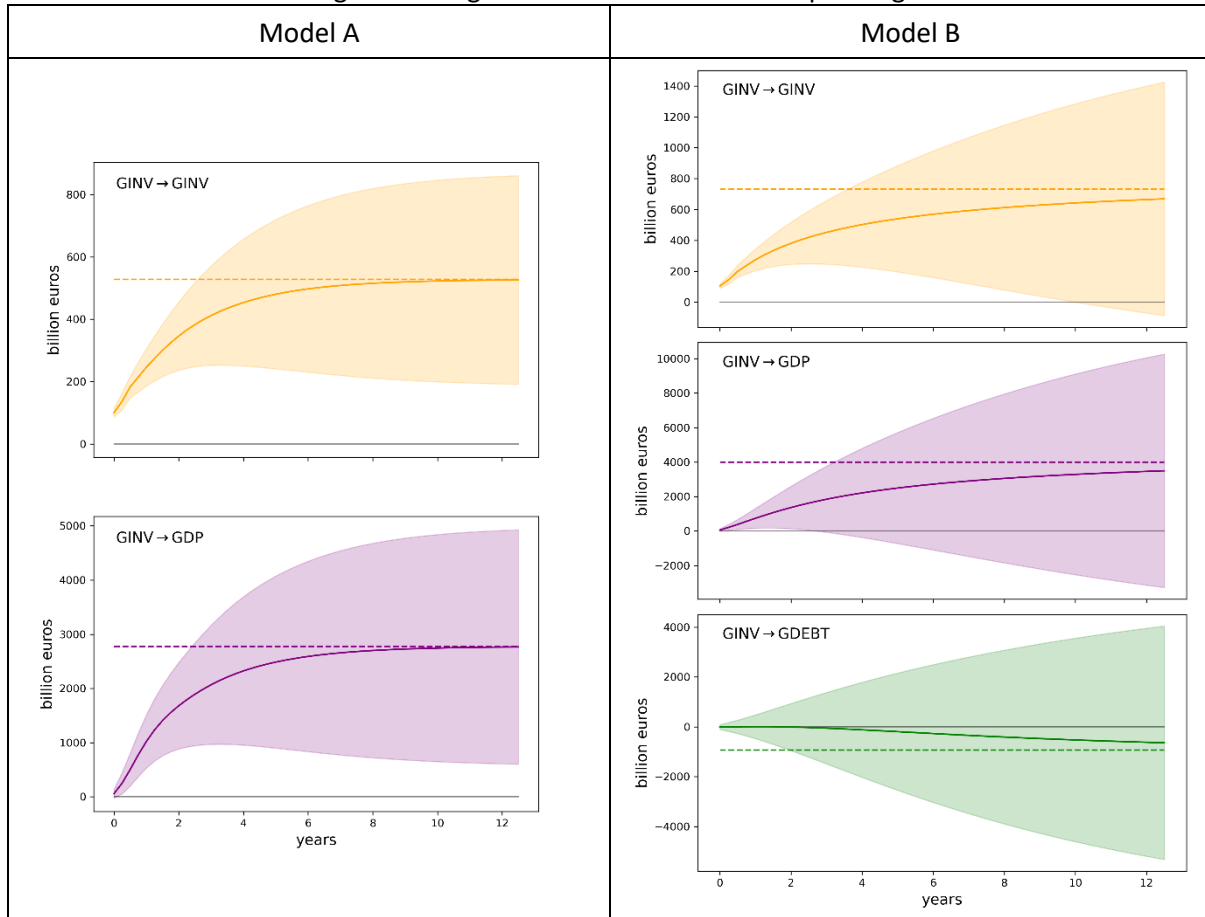 Model A
Model B
GINV → GINV
billion euros
800
600
400
200
0
GINV → GDP
billion euros
5000
4000
3000
2000
1000
0
0 2 4 6 8 10 12
years
GINV → GINV
billion euros
1400
1200
1000
800
600
400
200
0
GINV → GDP
billion euros
10000
8000
6000
4000
2000
0
−2000
GINV → GDEBT
billion euros
4000
2000
0
−2000
−4000
0 2 4 6 8 10 12
years